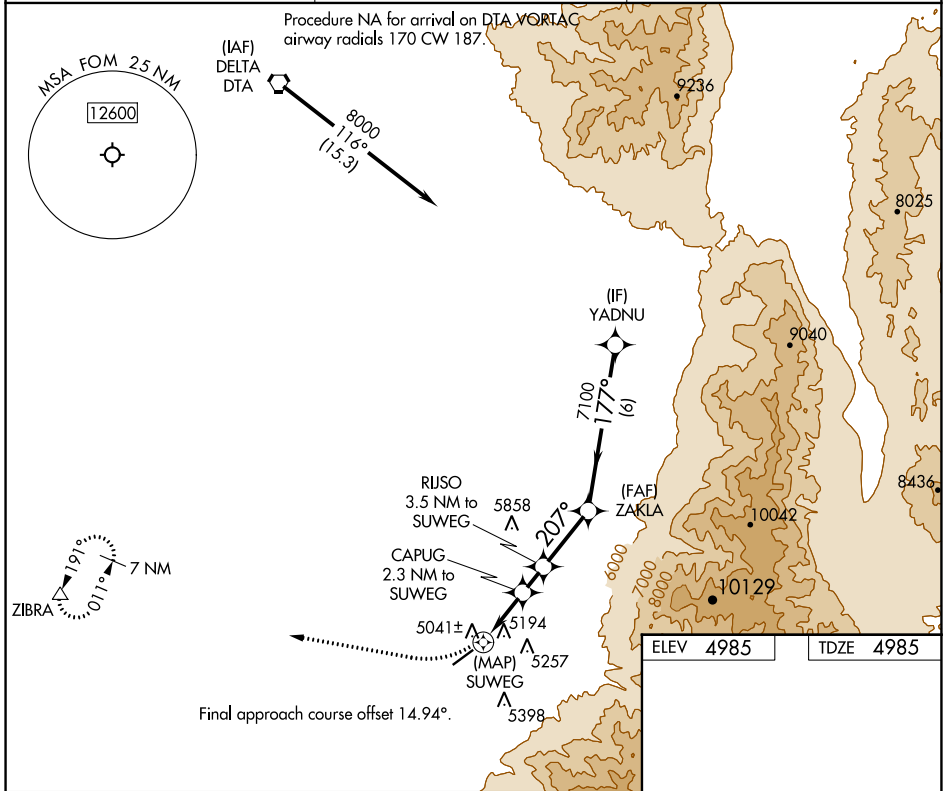 Procedure NA for arrival on DTA VORTAC
airway radials 170 CW 187.
(IAF)
DELTA
DTA
MSA FOM 25 NM
12600
8000
116°
(15.3)
9236
8025
(IF)
YADNU
9040
7100
177°
(6)
RIJSO
3.5 NM to
SUWEG
5858
207°
(FAF)
ZAKLA
8436
10042
CAPUG
2.3 NM to
SUWEG
6000
7000
8000
10129
191°
011°
7 NM
ZIBRA
5041±
5194
5257
(MAP)
SUWEG
5398
Final approach course offset 14.94°.
ELEV 4985
TDZE 4985